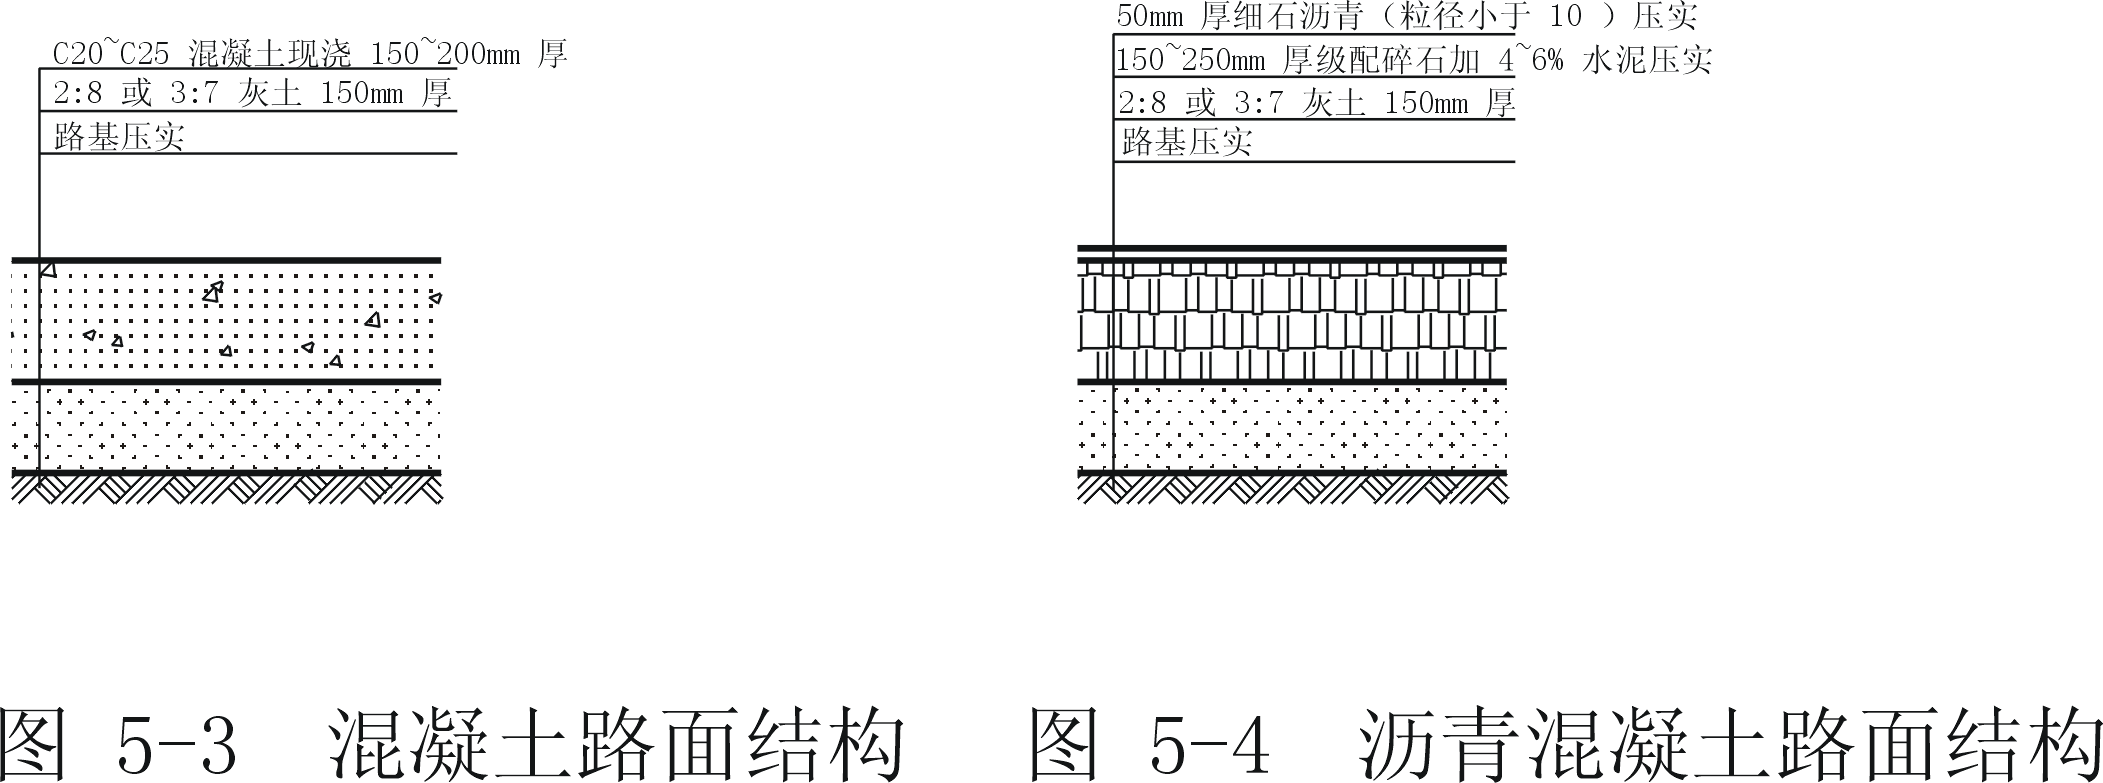 C20~C25 混凝土现浇 150~200mm 厚
2:8 或 3:7 灰土 150mm 厚
路基压实
50mm 厚细石沥青（粒径小于 10 ）压实
150~250mm 厚级配碎石加 4~6% 水泥压实
2:8 或 3:7 灰土 150mm 厚
路基压实
图 5-3 混凝土路面结构
图 5-4 沥青混凝土路面结构